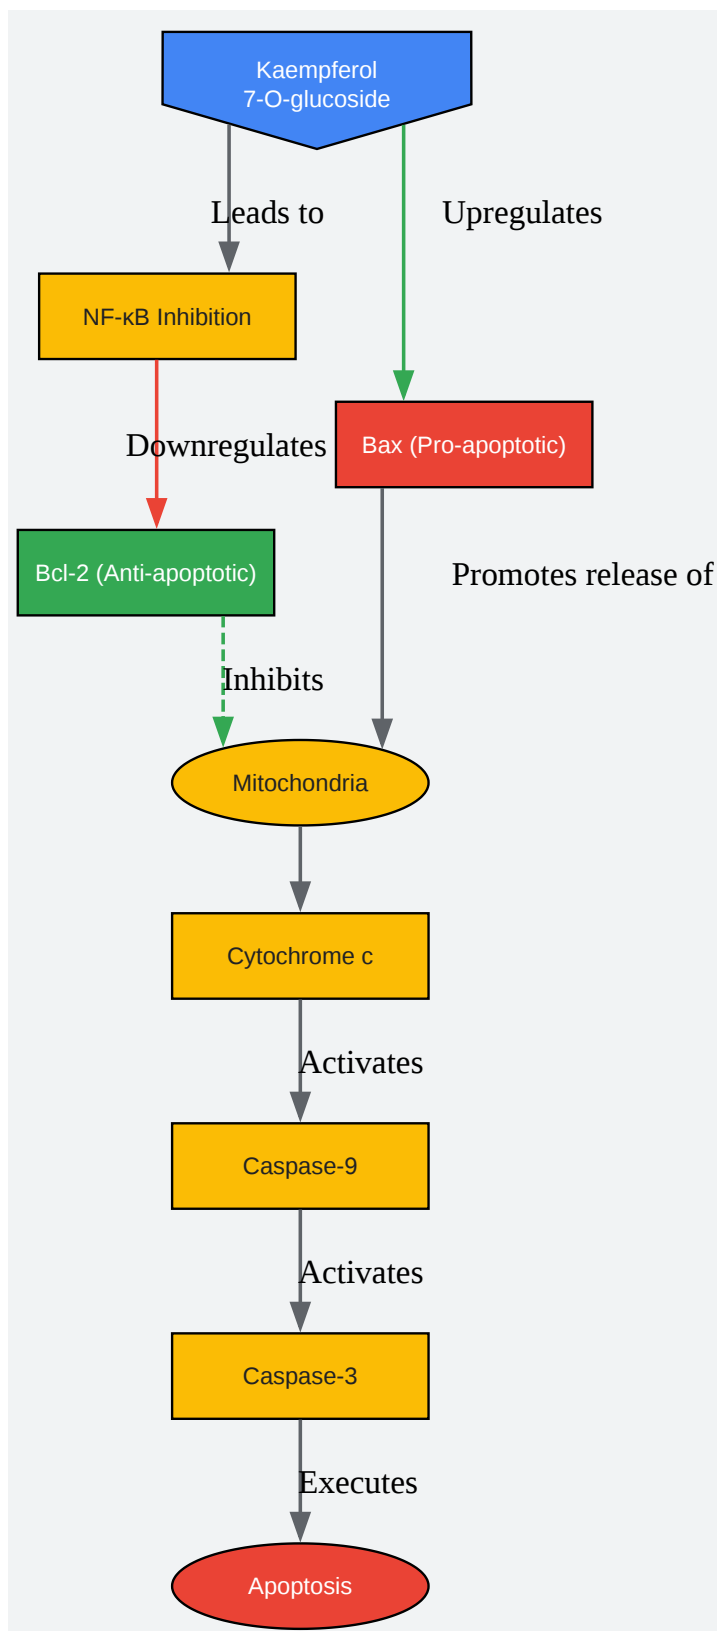 Kaempferol
7-O-glucoside
Leads to
Upregulates
NF-κB Inhibition
Downregulates
Bax (Pro-apoptotic)
Bcl-2 (Anti-apoptotic)
Promotes release of
Inhibits
Mitochondria
Cytochrome c
Activates
Caspase-9
Activates
Caspase-3
Executes
Apoptosis